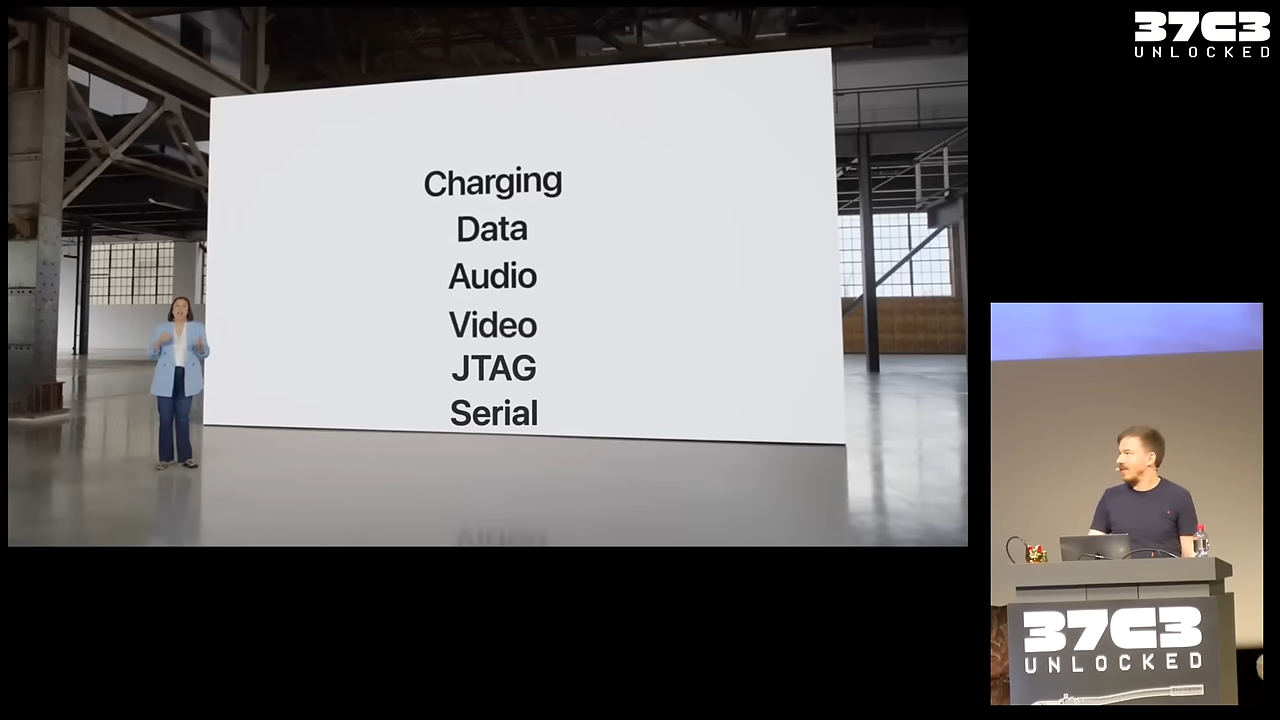 37C3
UNLOCKED
Charging
Data
Audio
Video
JTAG
Serial
37C3
UNLOCKED